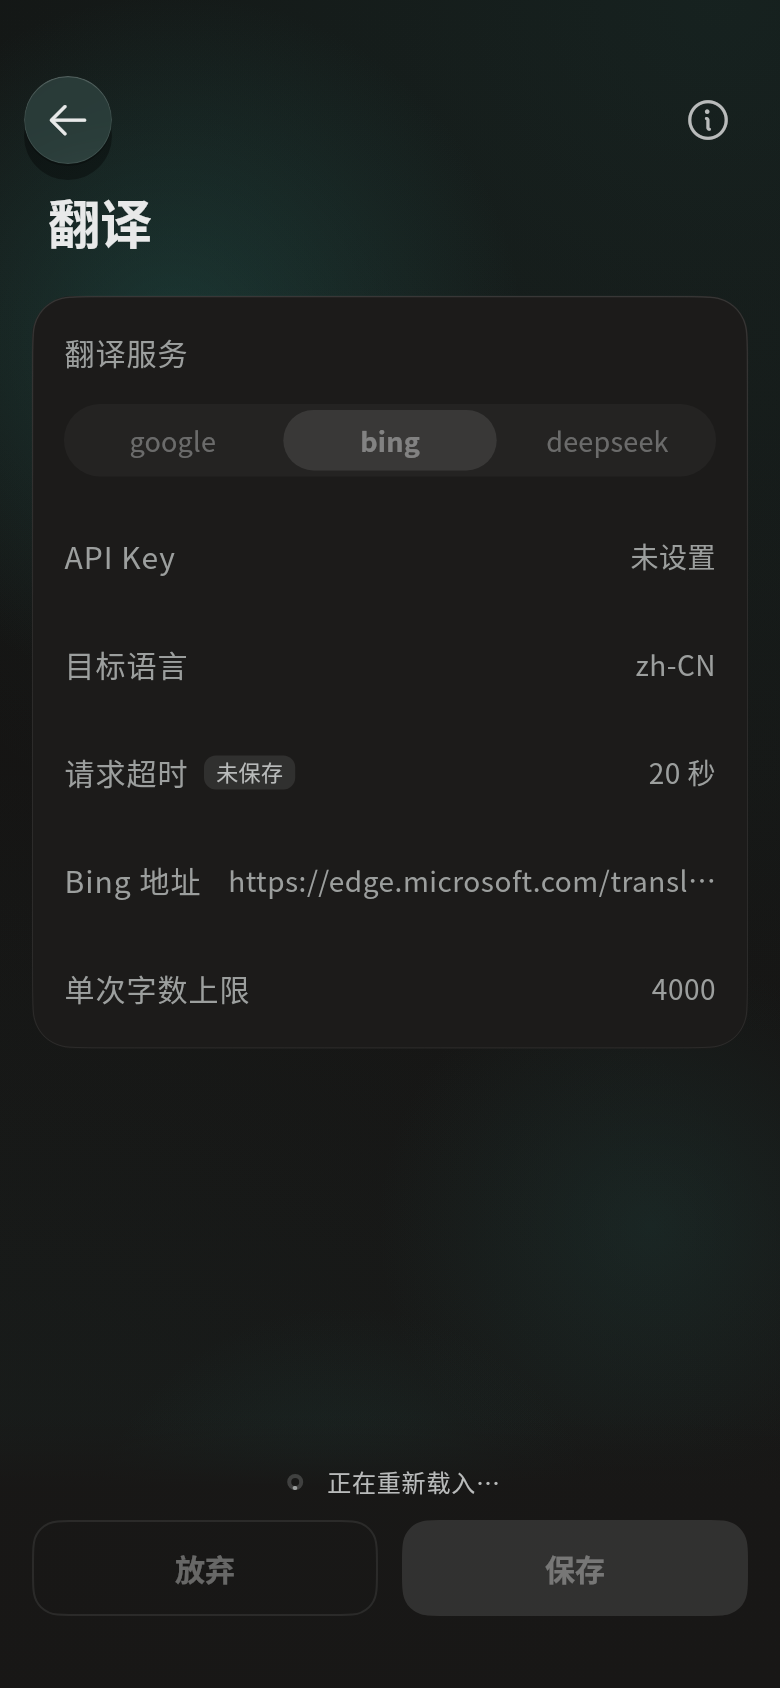 翻译
翻译服务
google bing deepseek
API Key 未设置
目标语言 zh-CN
请求超时 未保存 20 秒
Bing 地址 https://edge.microsoft.com/transl…
单次字数上限 4000
正在重新载入…
放弃 保存